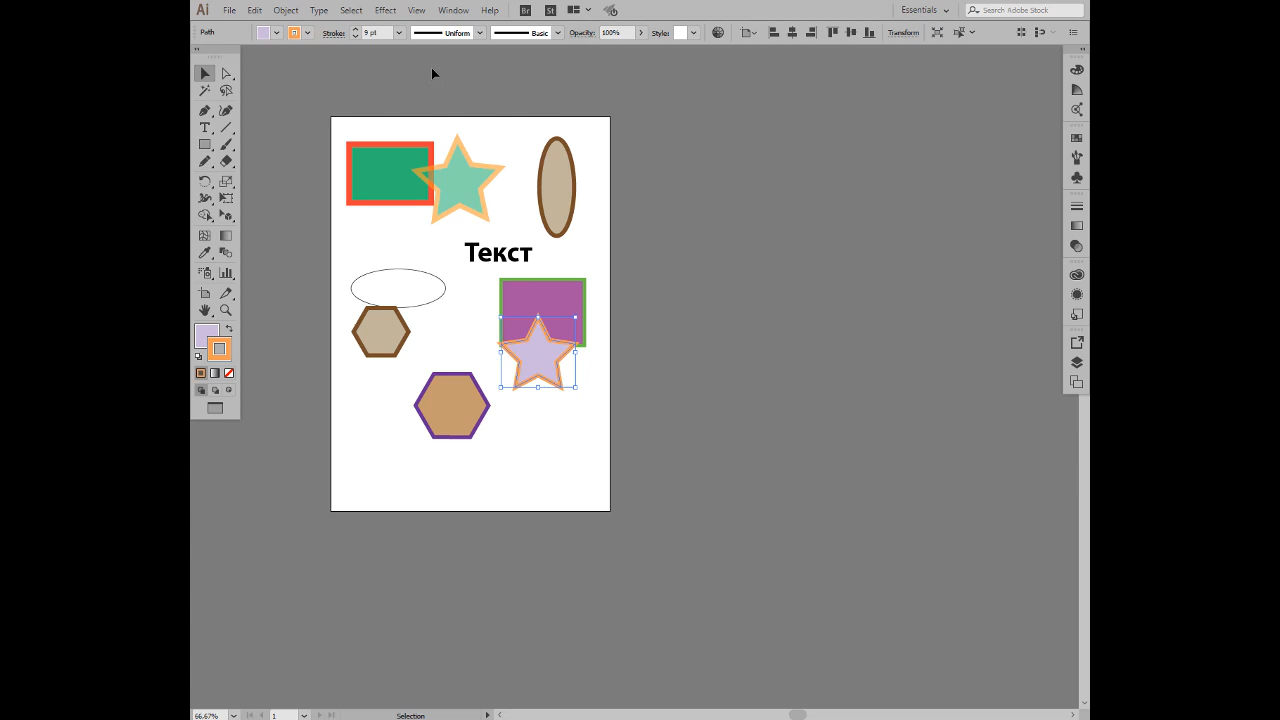 Ai File Edit Object Type Select Effect View Window Help Br St Essentials Search Adobe Stock
Path Stroke: 9 pt Uniform Basic Opacity: 100% Style: Transform
Текст
66.67% 1 Selection